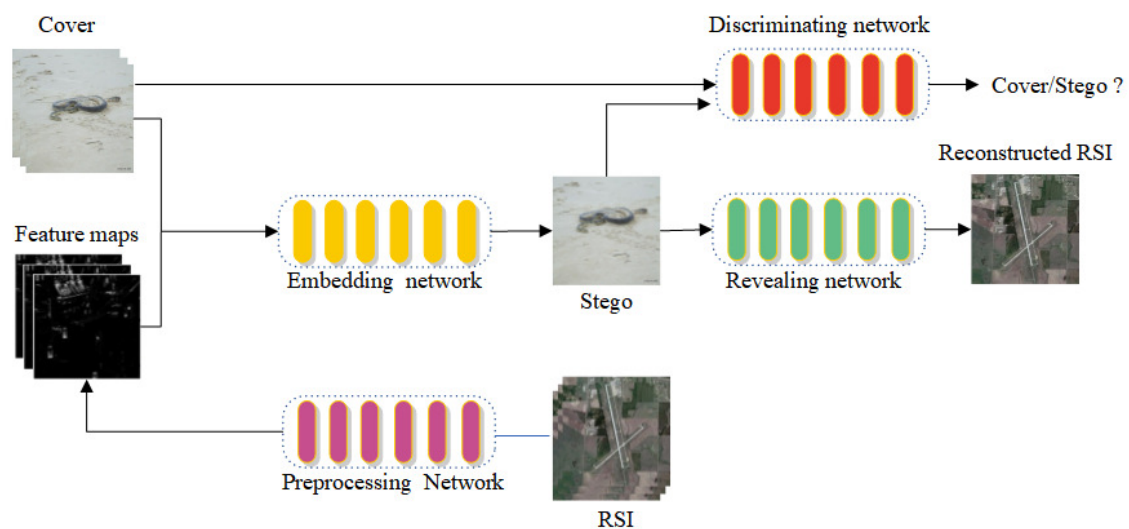 Cover
Discriminating network
Cover/Stego ?
Reconstructed RSI
Feature maps
Embedding network
Stego
Revealing network
Preprocessing Network
RSI